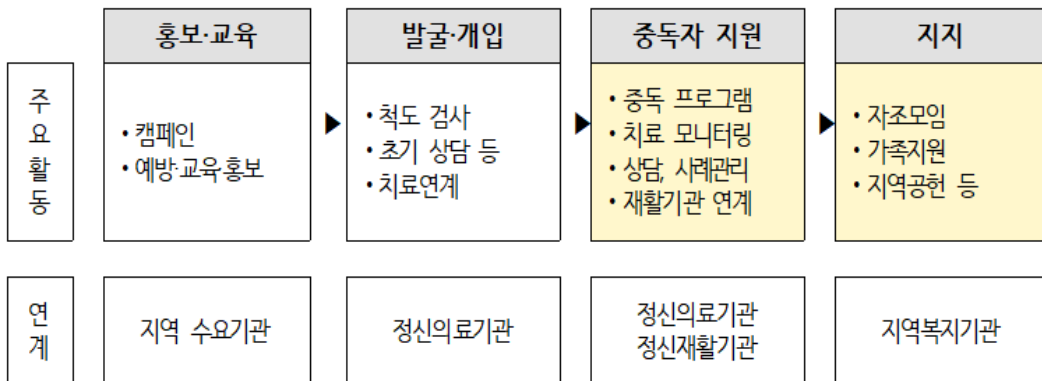 홍보·교육
발굴·개입
중독자 지원
지지
주요활동
• 캠페인
• 예방·교육·홍보
▶
• 척도 검사
• 초기 상담 등
• 치료연계
▶
• 중독 프로그램
• 치료 모니터링
• 상담, 사례관리
• 재활기관 연계
▶
• 자조모임
• 가족지원
• 지역공헌 등
연계
지역 수요기관
정신의료기관
정신의료기관
정신재활기관
지역복지기관